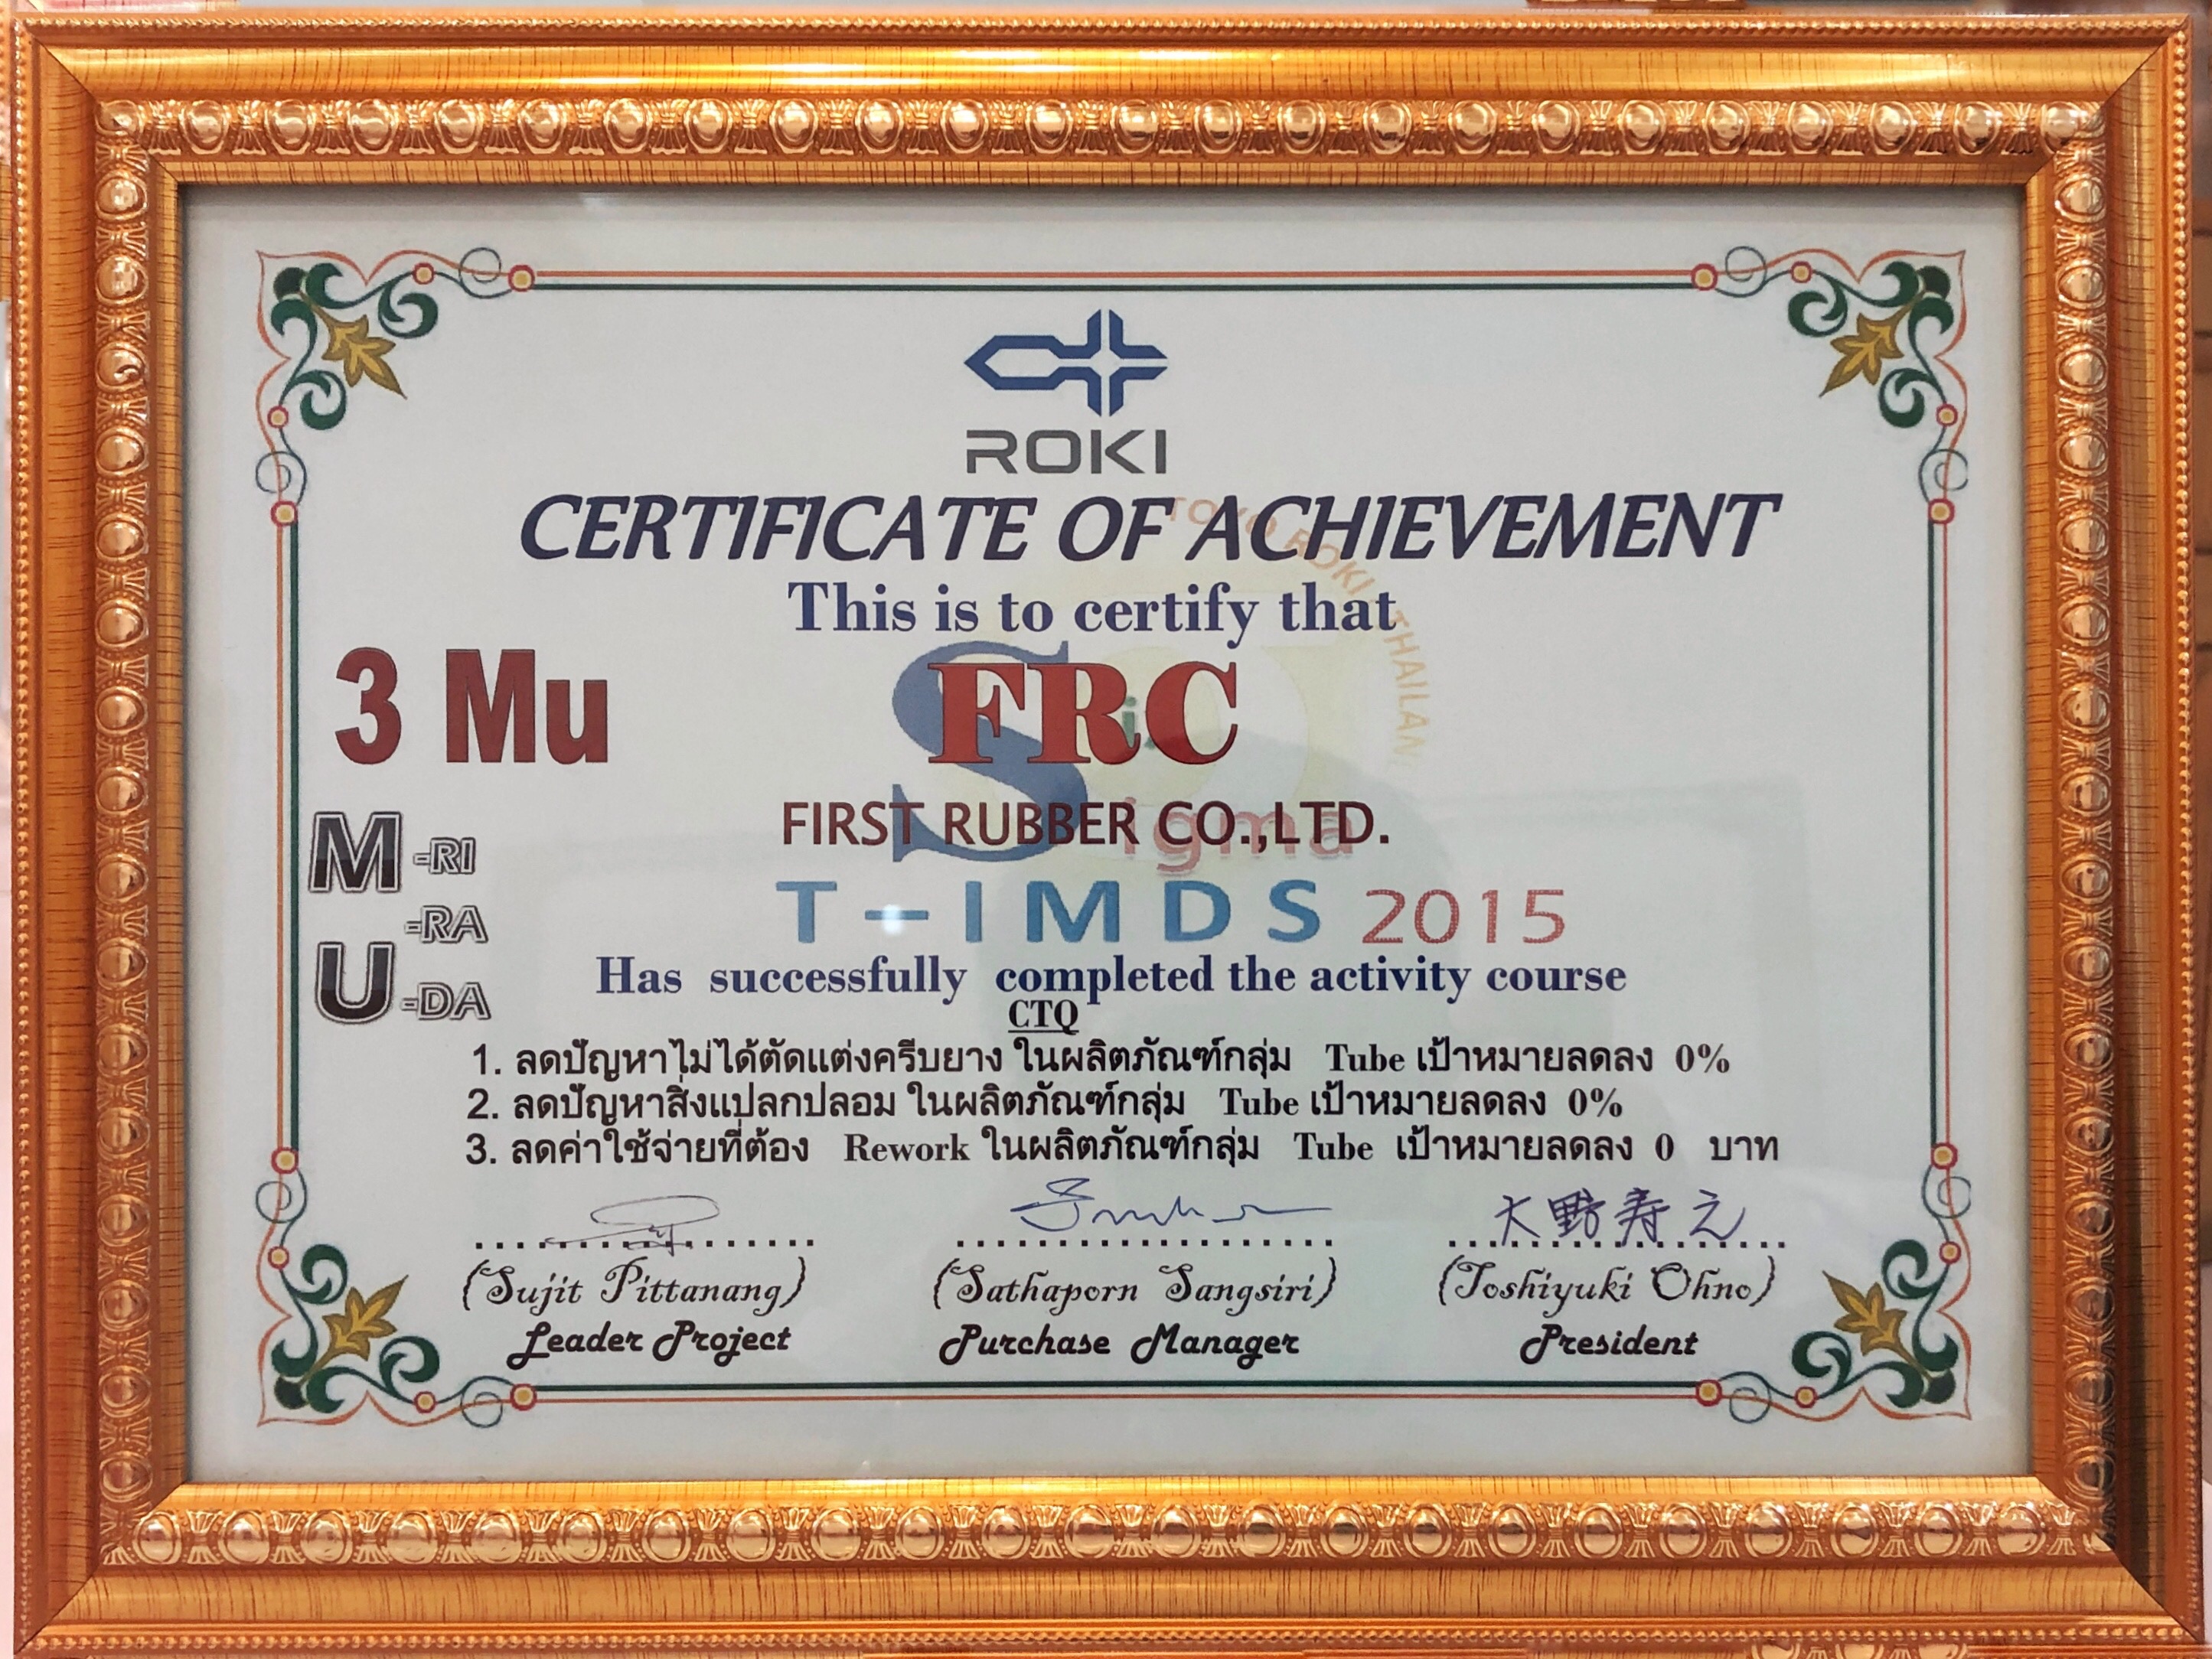 ROKI
CERTIFICATE OF ACHIEVEMENT
TOYO ROKI THAILAN
This is to certify that
3 Mu
FRC
Six
Sigma
FIRST RUBBER CO.,LTD.
M-RI
-RA
U-DA
T-IMDS 2015
Has successfully completed the activity course
CTQ
1. ลดปัญหาไม่ได้ตัดแต่งครีบยาง ในผลิตภัณฑ์กลุ่ม Tube เป้าหมายลดลง 0%
2. ลดปัญหาสิ่งแปลกปลอม ในผลิตภัณฑ์กลุ่ม Tube เป้าหมายลดลง 0%
3. ลดค่าใช้จ่ายที่ต้อง Rework ในผลิตภัณฑ์กลุ่ม Tube เป้าหมายลดลง 0 บาท
大野寿之
(Sujit Pittanang) (Sathaporn Sangsiri) (Toshiyuki Ohno)
Leader Project Purchase Manager President